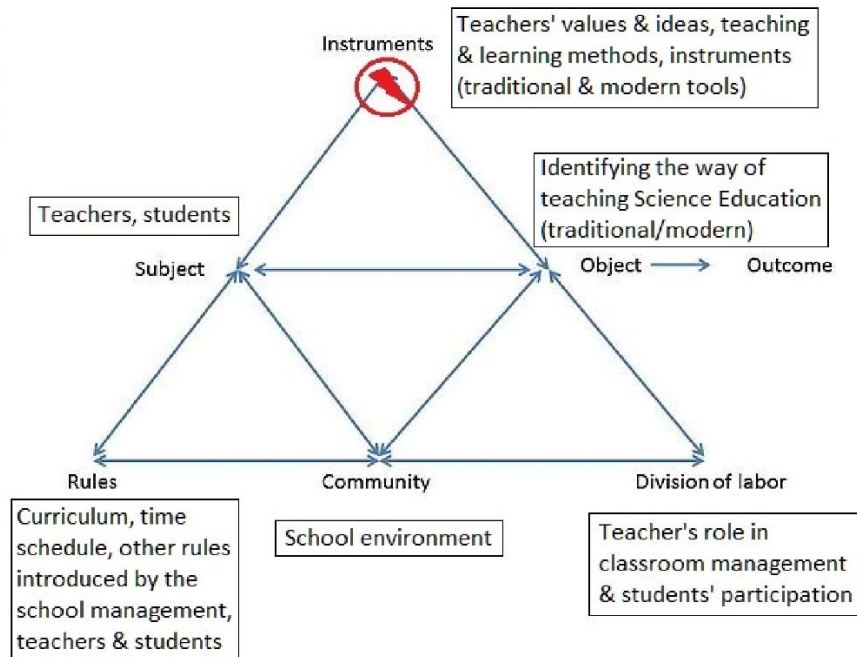 Instruments
Teachers' values & ideas, teaching
& learning methods, instruments
(traditional & modern tools)
Teachers, students
Identifying the way of
teaching Science Education
(traditional/modern)
Subject
Object
Outcome
Rules
Community
Division of labor
Curriculum, time
schedule, other rules
introduced by the
school management,
teachers & students
School environment
Teacher's role in
classroom management
& students' participation